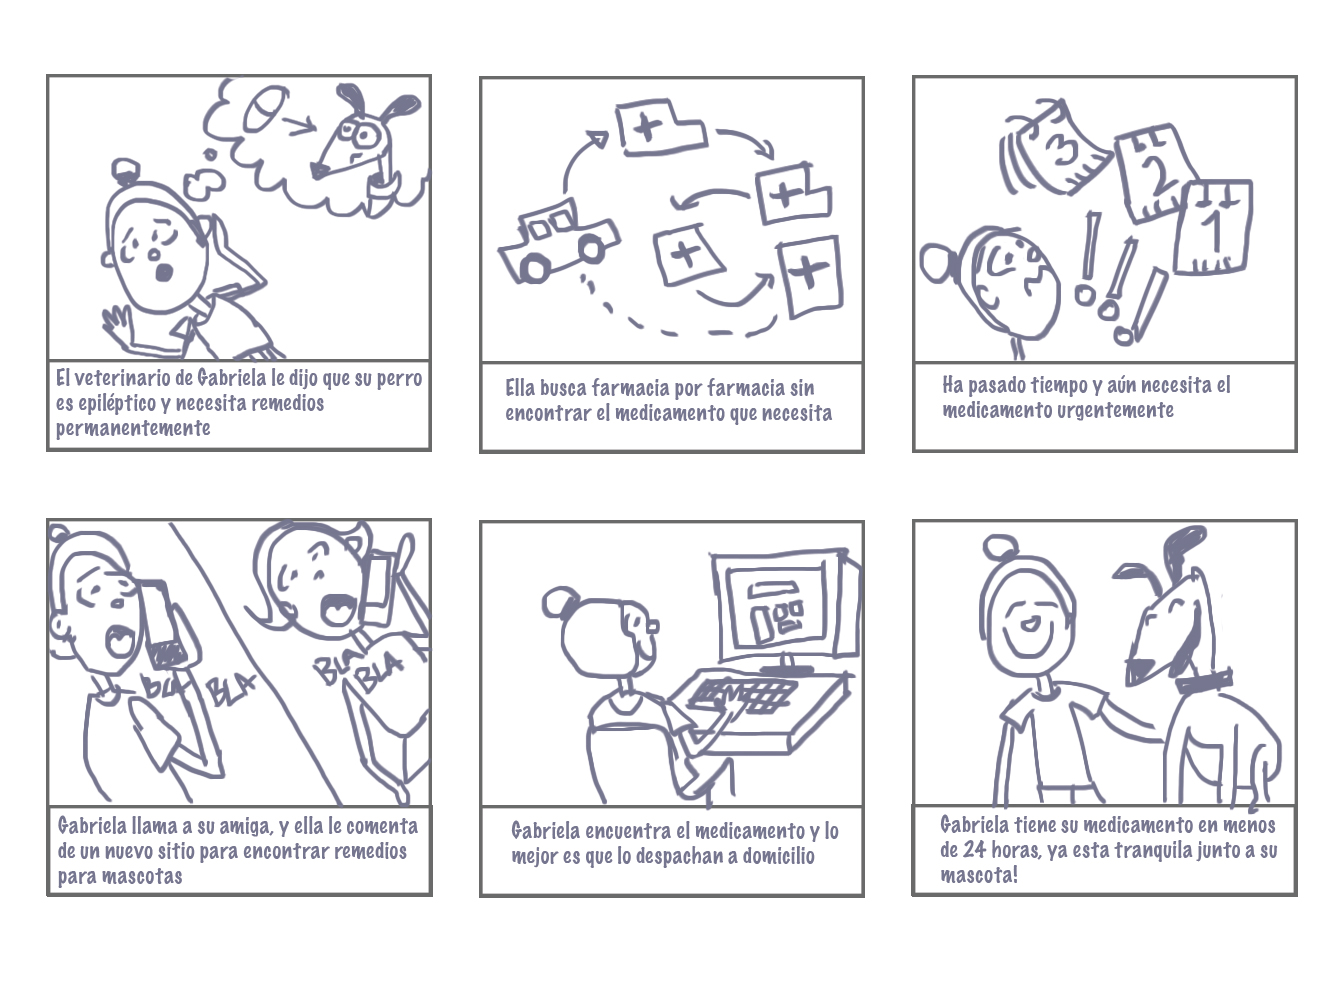 El veterinario de Gabriela le dijo que su perro
es epiléptico y necesita remedios
permanentemente
Ella busca farmacia por farmacia sin
encontrar el medicamento que necesita
3
2
1
Ha pasado tiempo y aún necesita el
medicamento urgentemente
BLA
BLA
BLA
BLA
Gabriela llama a su amiga, y ella le comenta
de un nuevo sitio para encontrar remedios
para mascotas
Gabriela encuentra el medicamento y lo
mejor es que lo despachan a domicilio
Gabriela tiene su medicamento en menos
de 24 horas, ya esta tranquila junto a su
mascota!